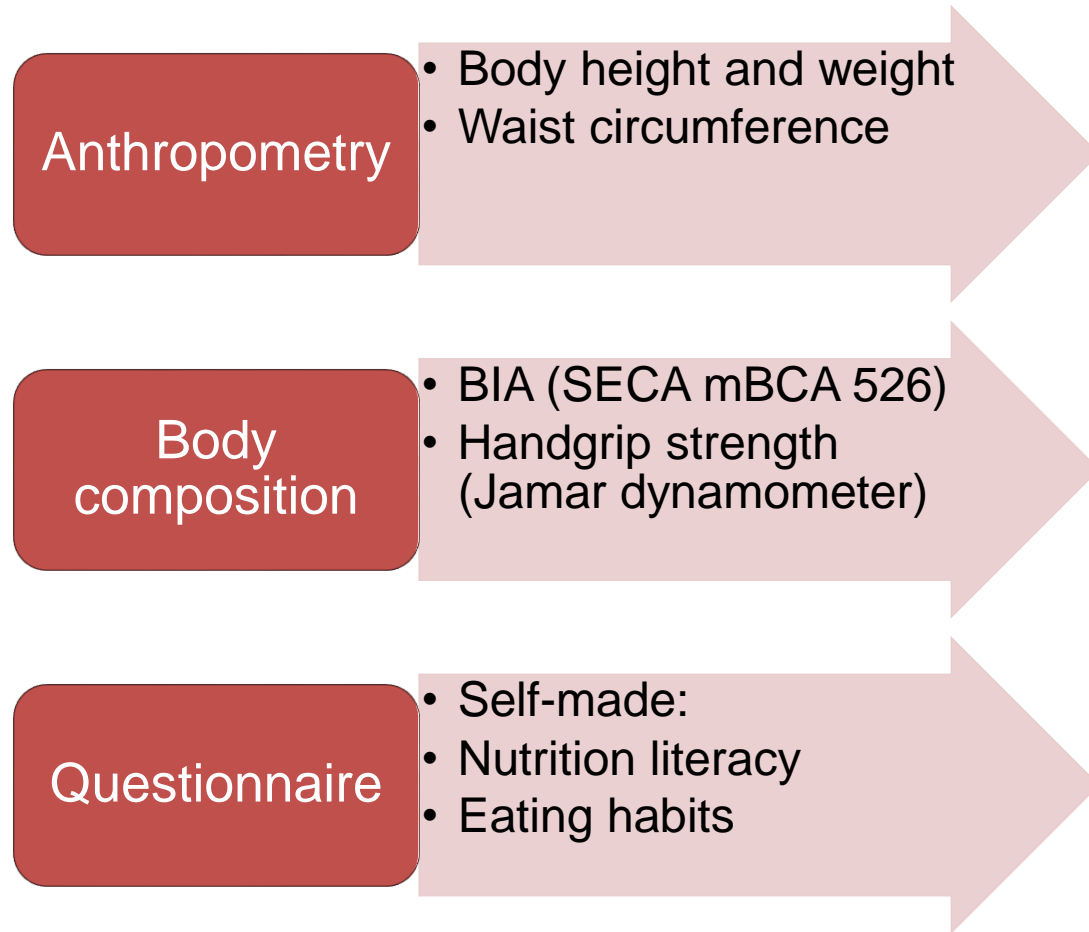 Anthropometry
• Body height and weight
• Waist circumference
Body
composition
• BIA (SECA mBCA 526)
• Handgrip strength
(Jamar dynamometer)
Questionnaire
• Self-made:
• Nutrition literacy
• Eating habits